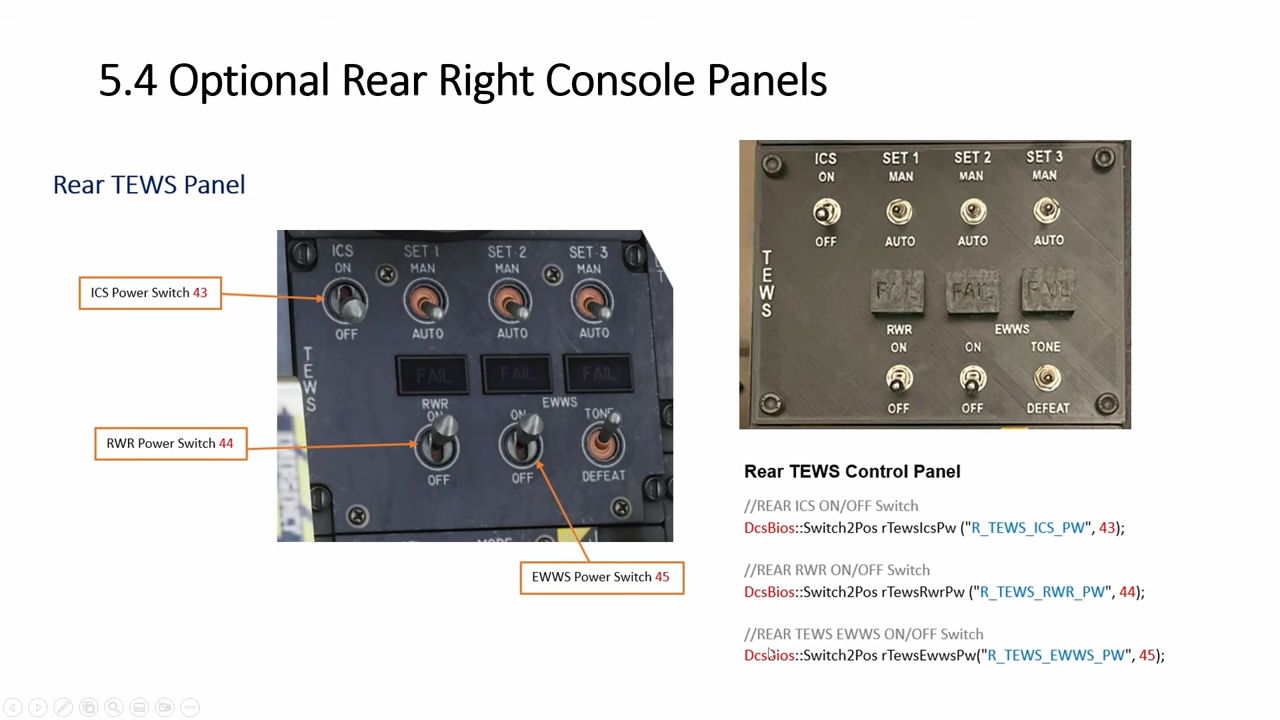 5.4 Optional Rear Right Console Panels
Rear TEWS Panel
ICS Power Switch 43
RWR Power Switch 44
EWWS Power Switch 45
ICS SET-1 SET-2 SET-3
ON MAN MAN MAN
OFF AUTO AUTO AUTO
TEWS
FAIL FAIL FAIL
RWR EWWS
ON ON TONE
OFF OFF DEFEAT
ICS SET 1 SET 2 SET 3
ON MAN MAN MAN
OFF AUTO AUTO AUTO
TEWS
FAIL FAIL FAIL
RWR EWWS
ON ON TONE
OFF OFF DEFEAT
Rear TEWS Control Panel
//REAR ICS ON/OFF Switch
DcsBios::Switch2Pos rTewsIcsPw ("R_TEWS_ICS_PW", 43);
//REAR RWR ON/OFF Switch
DcsBios::Switch2Pos rTewsRwrPw ("R_TEWS_RWR_PW", 44);
//REAR TEWS EWWS ON/OFF Switch
DcsBios::Switch2Pos rTewsEwwsPw("R_TEWS_EWWS_PW", 45);